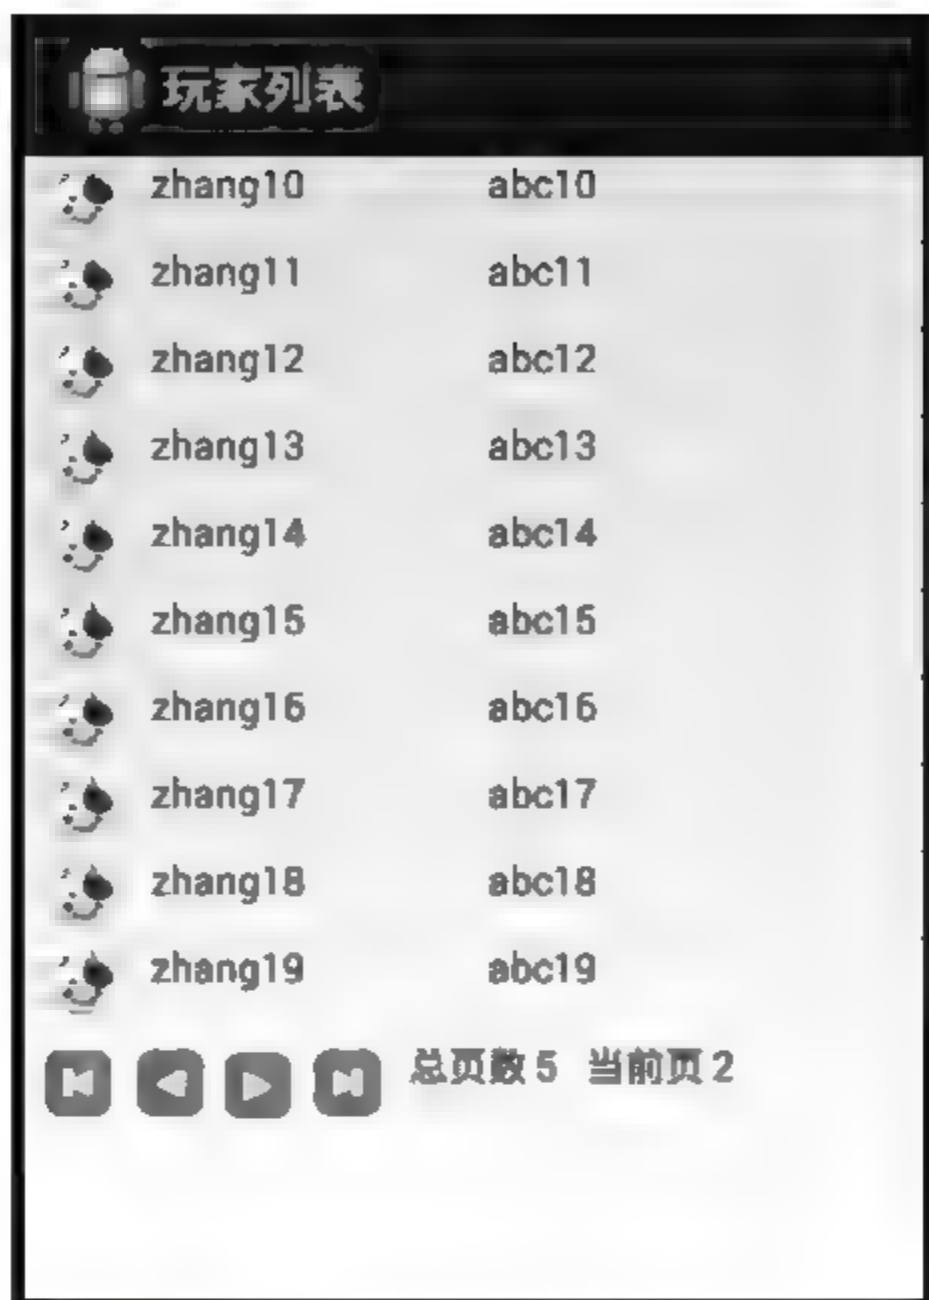 玩家列表
zhang10 abc10
zhang11 abc11
zhang12 abc12
zhang13 abc13
zhang14 abc14
zhang15 abc15
zhang16 abc16
zhang17 abc17
zhang18 abc18
zhang19 abc19
总页数 5 当前页 2